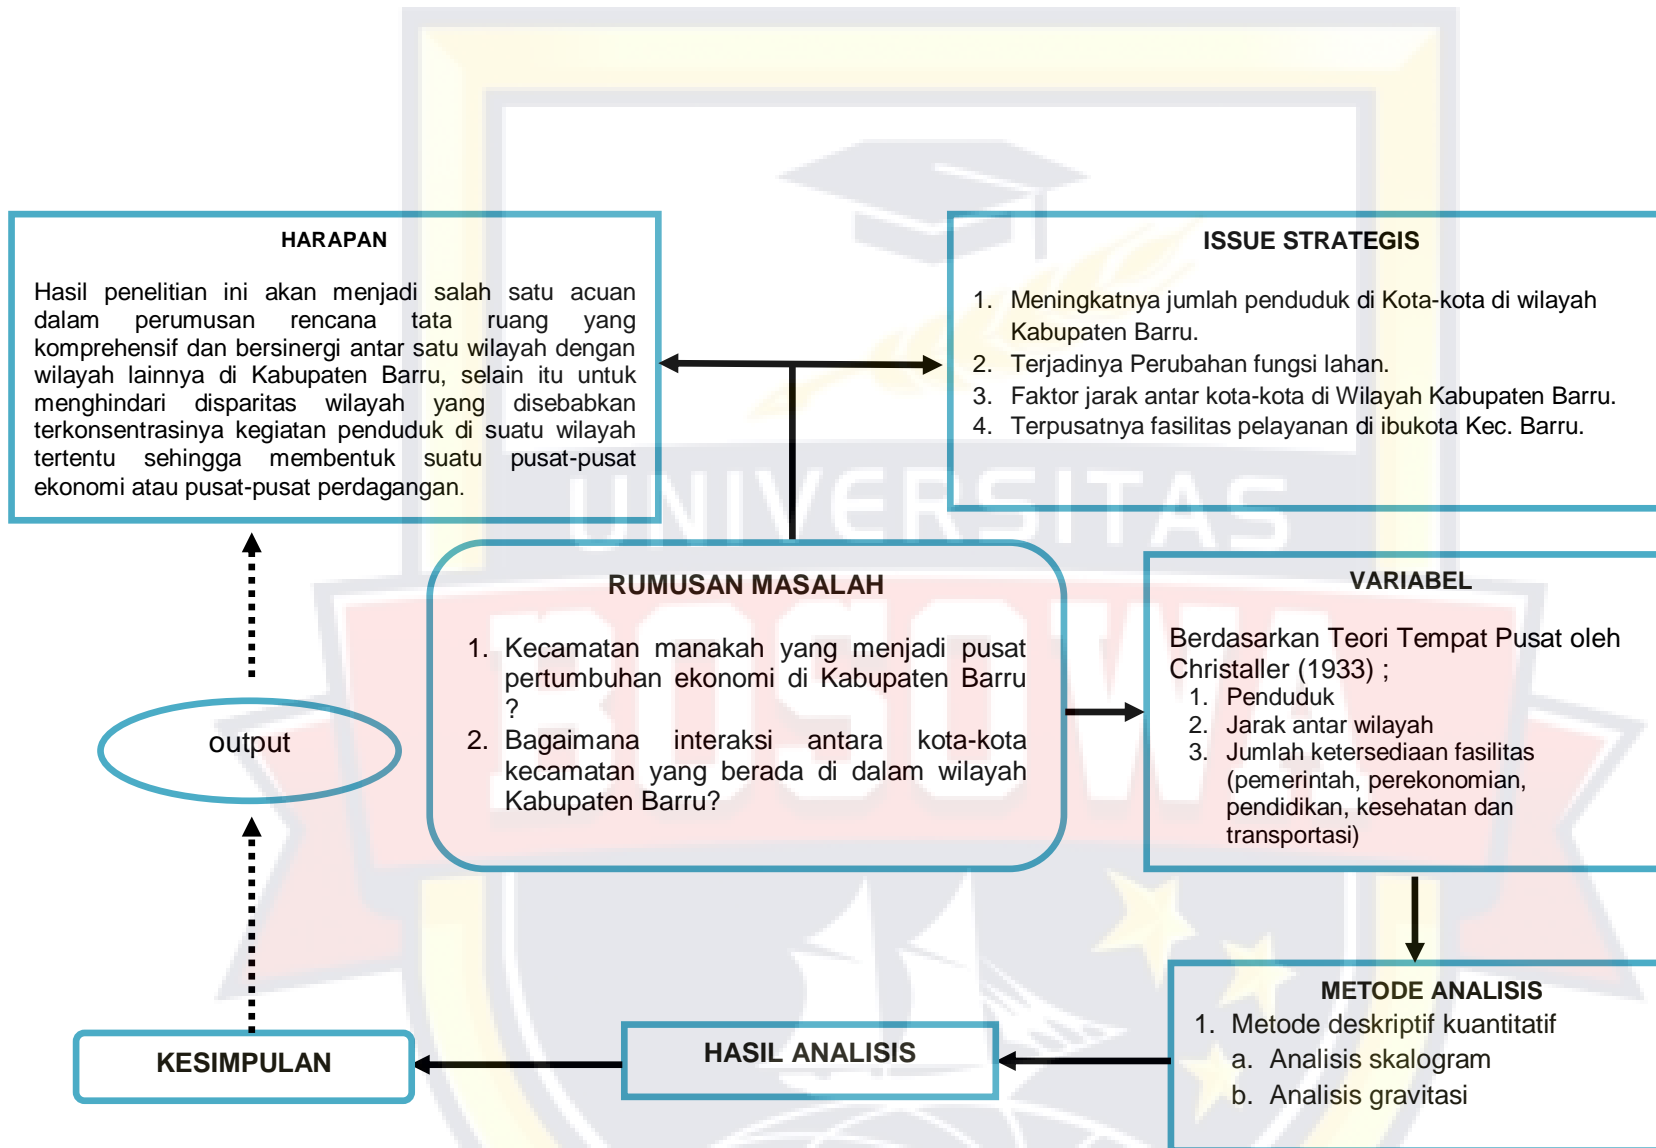 HARAPAN
Hasil penelitian ini akan menjadi salah satu acuan
dalam perumusan rencana tata ruang yang
komprehensif dan bersinergi antar satu wilayah dengan
wilayah lainnya di Kabupaten Barru, selain itu untuk
menghindari disparitas wilayah yang disebabkan
terkonsentrasinya kegiatan penduduk di suatu wilayah
tertentu sehingga membentuk suatu pusat-pusat
ekonomi atau pusat-pusat perdagangan.
ISSUE STRATEGIS
1. Meningkatnya jumlah penduduk di Kota-kota di wilayah
Kabupaten Barru.
2. Terjadinya Perubahan fungsi lahan.
3. Faktor jarak antar kota-kota di Wilayah Kabupaten Barru.
4. Terpusatnya fasilitas pelayanan di ibukota Kec. Barru.
UNIVERSITAS
BOSOWA
RUMUSAN MASALAH
1. Kecamatan manakah yang menjadi pusat
pertumbuhan ekonomi di Kabupaten Barru
?
2. Bagaimana interaksi antara kota-kota
kecamatan yang berada di dalam wilayah
Kabupaten Barru?
VARIABEL
Berdasarkan Teori Tempat Pusat oleh
Christaller (1933) ;
1. Penduduk
2. Jarak antar wilayah
3. Jumlah ketersediaan fasilitas
(pemerintah, perekonomian,
pendidikan, kesehatan dan
transportasi)
output
METODE ANALISIS
1. Metode deskriptif kuantitatif
a. Analisis skalogram
b. Analisis gravitasi
HASIL ANALISIS
KESIMPULAN